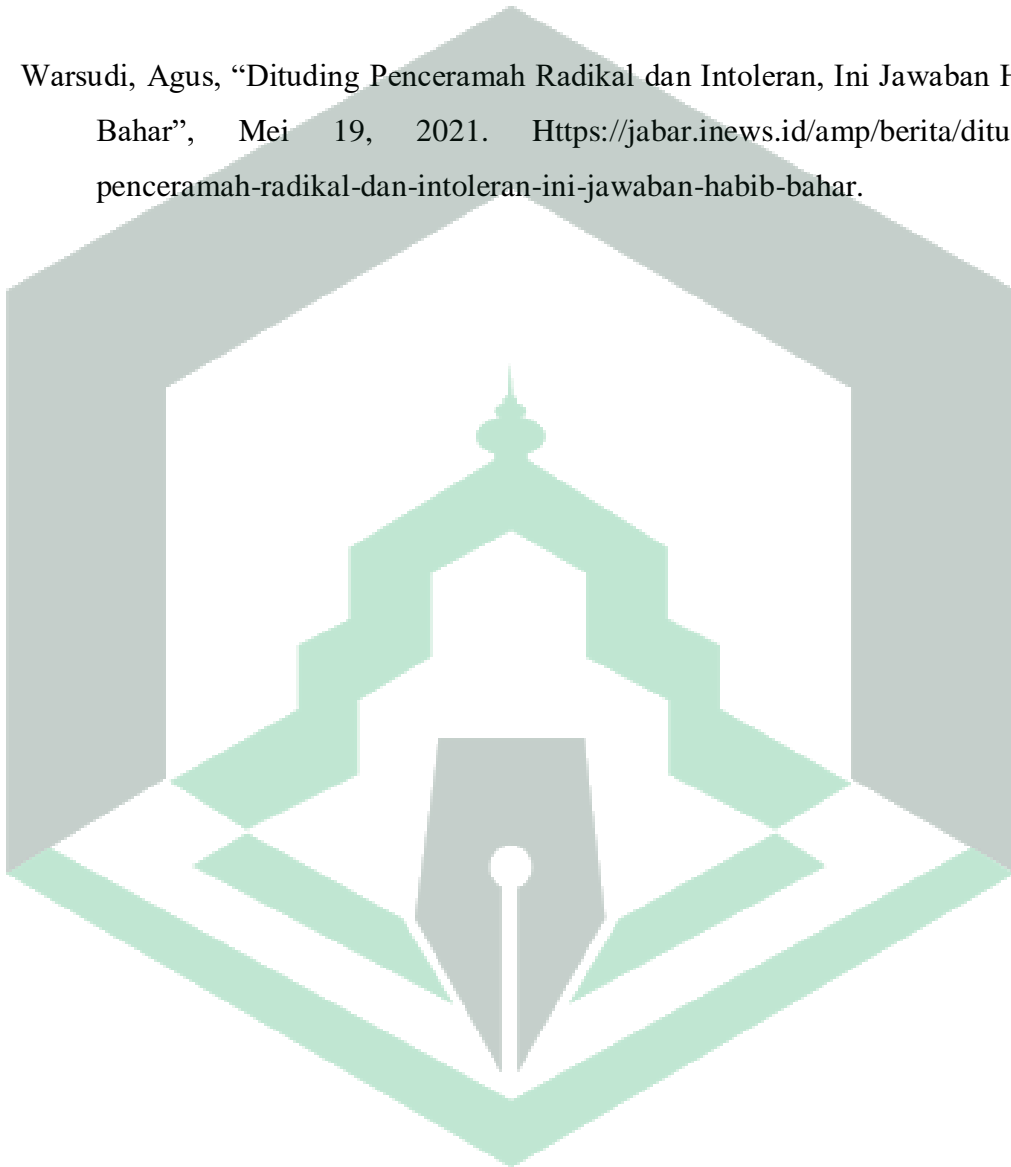 Warsudi, Agus, “Dituding Penceramah Radikal dan Intoleran, Ini Jawaban H
Bahar”, Mei 19, 2021. Https://jabar.inews.id/amp/berita/ditu
penceramah-radikal-dan-intoleran-ini-jawaban-habib-bahar.